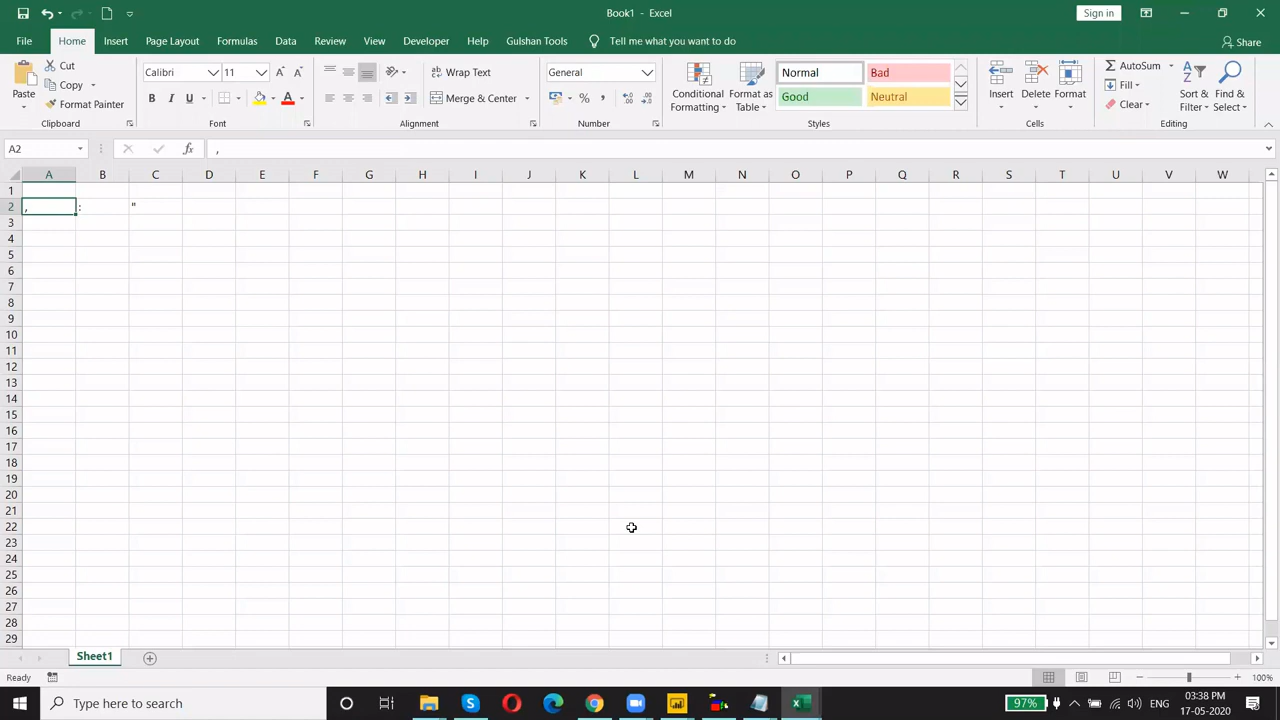 Book1 - Excel
Sign in
File Home Insert Page Layout Formulas Data Review View Developer Help Gulshan Tools Tell me what you want to do Share
Paste
Cut
Copy
Format Painter
Clipboard
Calibri 11
B I U
Font
Wrap Text
Merge & Center
Alignment
General
%
Number
Conditional Formatting
Format as Table
Normal Bad
Good Neutral
Styles
Insert Delete Format
Cells
AutoSum
Fill
Clear
Sort & Filter
Find & Select
Editing
A2 fx ,
A B C D E F G H I J K L M N O P Q R S T U V W
1
2 , : "
3
4
5
6
7
8
9
10
11
12
13
14
15
16
17
18
19
20
21
22
23
24
25
26
27
28
29
Sheet1
Ready 100%
Type here to search
97%
ENG
03:38 PM
17-05-2020